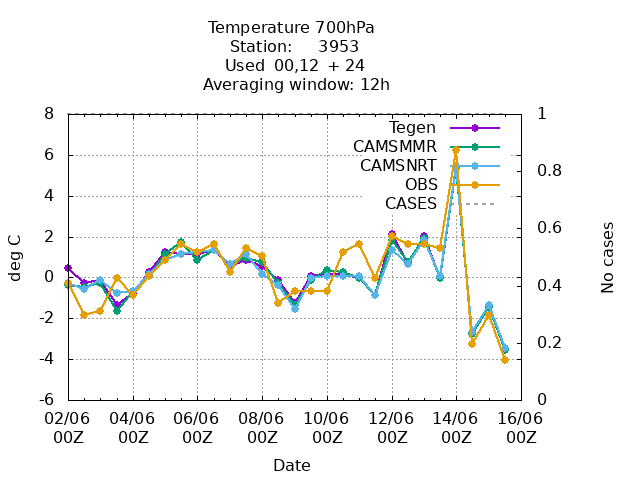 Temperature 700hPa
Station: 3953
Used 00,12 + 24
Averaging window: 12h
8 1
Tegen
CAMSMMR
6 CAMSNRT 0.8
OBS
4 CASES
2 0.6
0 0.4
-2
-4 0.2
-6 0
deg C
No cases
02/06 04/06 06/06 08/06 10/06 12/06 14/06 16/06
00Z 00Z 00Z 00Z 00Z 00Z 00Z 00Z
Date